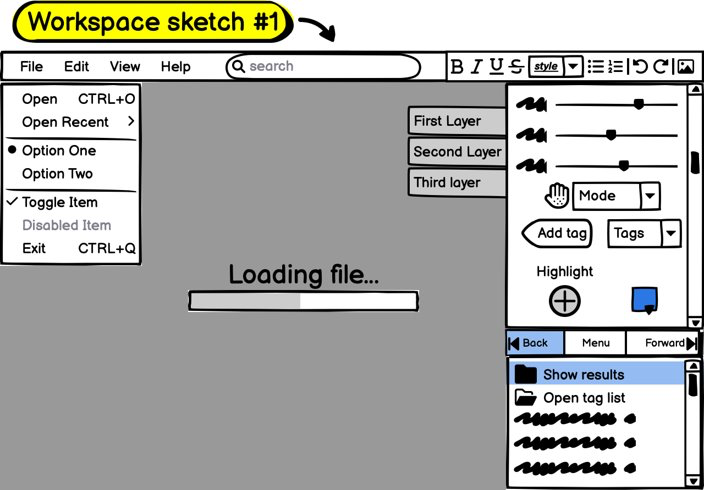 Workspace sketch #1
File Edit View Help search B I U S style
Open CTRL+O
Open Recent
Option One
Option Two
Toggle Item
Disabled Item
Exit CTRL+Q
First Layer
Second Layer
Third layer
Mode
Add tag Tags
Highlight
Loading file...
Back Menu Forward
Show results
Open tag list